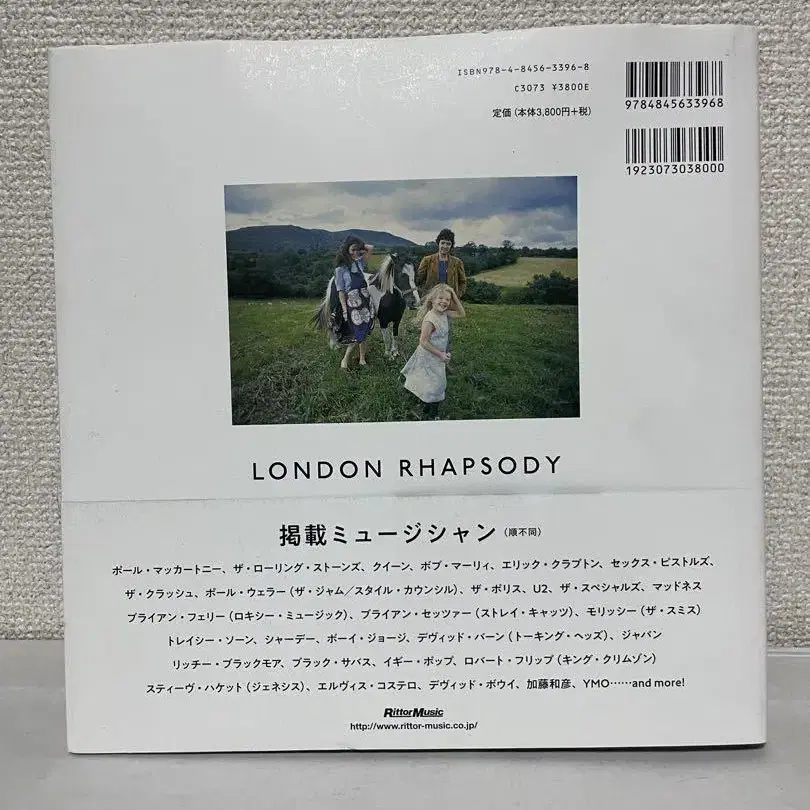 ISBN978-4-8456-3396-8
C3073 ¥3800E
定価(本体3,800円+税)
9784845633968
1923073038000
LONDON RHAPSODY
掲載ミュージシャン(順不同)
ポール・マッカートニー、ザ・ローリング・ストーンズ、クイーン、ボブ・マーリィ、エリック・クラプトン、セックス・ピストルズ、
ザ・クラッシュ、ポール・ウェラー(ザ・ジャム/スタイル・カウンシル)、ザ・ポリス、U2、ザ・スペシャルズ、マッドネス
ブライアン・フェリー(ロキシー・ミュージック)、ブライアン・セッツァー(ストレイ・キャッツ)、モリッシー(ザ・スミス)
トレイシー・ソーン、シャーデー、ボーイ・ジョージ、デヴィッド・バーン(トーキング・ヘッズ)、ジャパン
リッチー・ブラックモア、ブラック・サバス、イギー・ポップ、ロバート・フリップ(キング・クリムゾン)
スティーヴ・ハケット(ジェネシス)、エルヴィス・コステロ、デヴィッド・ボウイ、加藤和彦、YMO……and more!
RittorMusic
http://www.rittor-music.co.jp/